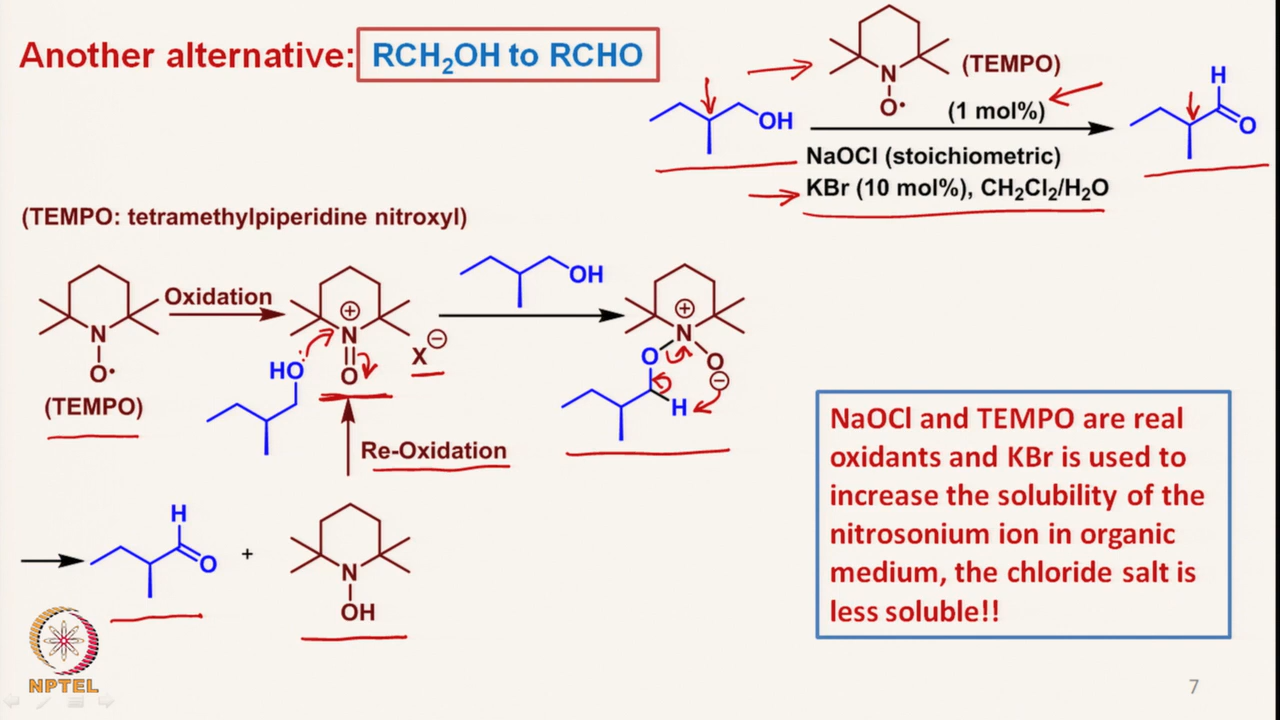 Another alternative: RCH₂OH to RCHO
N
O•
(TEMPO)
(1 mol%)
OH
H
O
NaOCl (stoichiometric)
KBr (10 mol%), CH₂Cl₂/H₂O
(TEMPO: tetramethylpiperidine nitroxyl)
N
O•
(TEMPO)
Oxidation
⊕
N
O
X⊖
HO
OH
⊕
N
O
O
⊖
H
Re-Oxidation
H
O
+
N
OH
NaOCl and TEMPO are real
oxidants and KBr is used to
increase the solubility of the
nitrosonium ion in organic
medium, the chloride salt is
less soluble!!
NPTEL
7